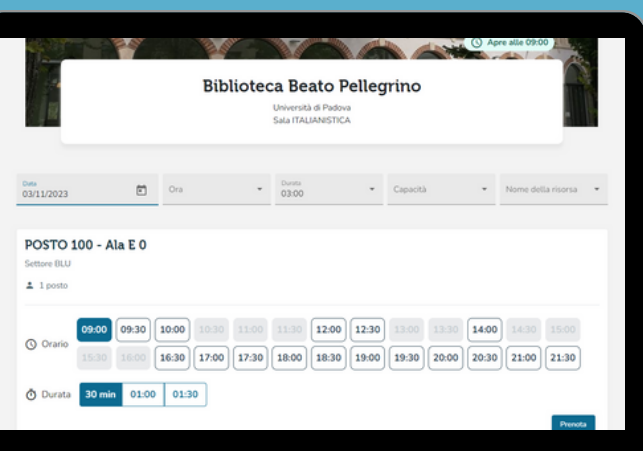 Apre alle 09:00
Biblioteca Beato Pellegrino
Università di Padova
Sala ITALIANISTICA
Data
03/11/2023
Ora
Durata
03:00
Capacità
Nome della risorsa
POSTO 100 - Ala E 0
Settore BLU
1 posto
Orario
09:00 09:30 10:00 10:30 11:00 11:30 12:00 12:30 13:00 13:30 14:00 14:30 15:00
15:30 16:00 16:30 17:00 17:30 18:00 18:30 19:00 19:30 20:00 20:30 21:00 21:30
Durata 30 min 01:00 01:30
Prenota